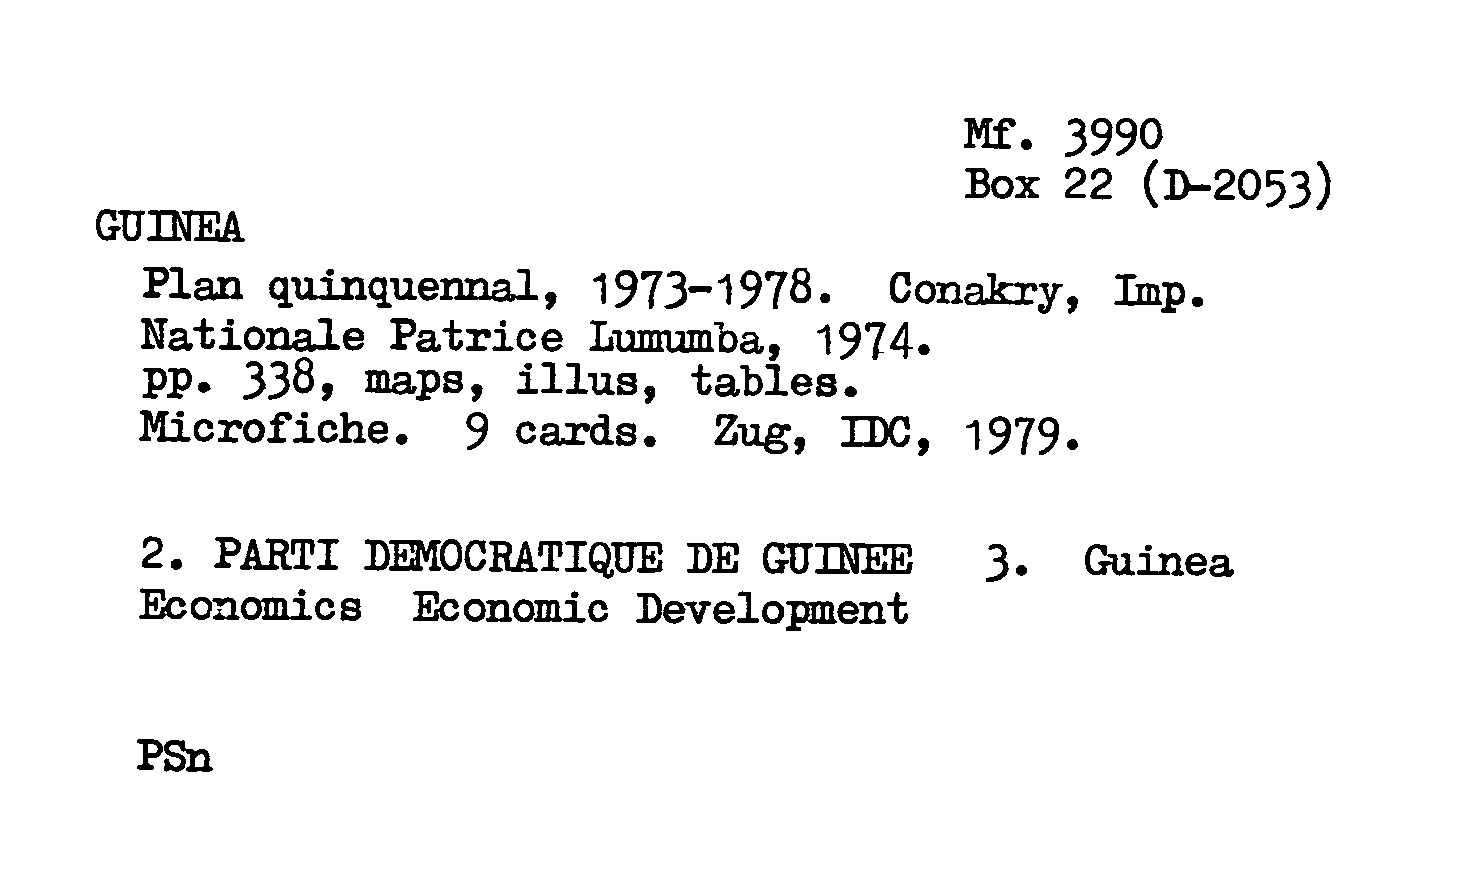 Mf. 3990
Box 22 (D-2053)
GUINEA
Plan quinquennal, 1973-1978. Conakry, Imp.
Nationale Patrice Lumumba, 1974.
pp. 338, maps, illus, tables.
Microfiche. 9 cards. Zug, IDC, 1979.
2. PARTI DEMOCRATIQUE DE GUINEE 3. Guinea
Economics Economic Development
PSn